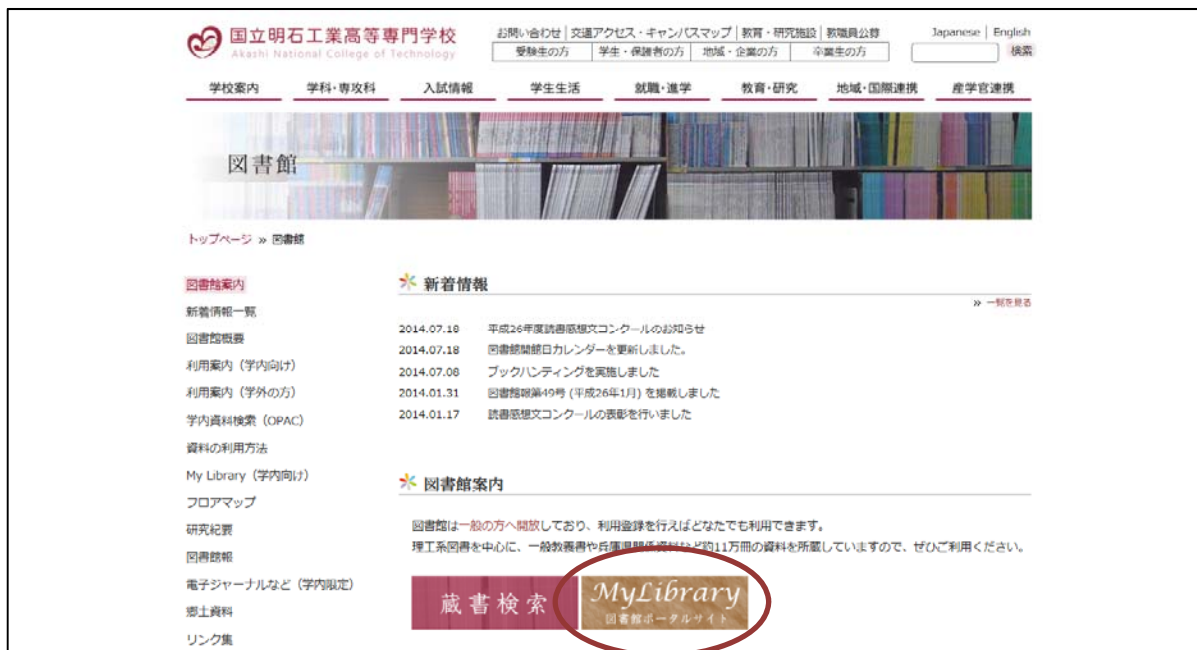 国立明石工業高等専門学校
Akashi National College of Technology
お問い合わせ 交通アクセス・キャンパスマップ 教育・研究施設 教職員公募
受験生の方 学生・保護者の方 地域・企業の方 卒業生の方
Japanese English
検索
学校案内 学科・専攻科 入試情報 学生生活 就職・進学 教育・研究 地域・国際連携 産学官連携
図書館
トップページ » 図書館
図書館案内
新着情報一覧
図書館概要
利用案内（学内向け）
利用案内（学外の方）
学内資料検索（OPAC）
資料の利用方法
My Library（学内向け）
フロアマップ
研究紀要
図書館報
電子ジャーナルなど（学内限定）
郷土資料
リンク集
新着情報
» 一覧を見る
2014.07.18 平成26年度読書感想文コンクールのお知らせ
2014.07.18 図書館開館日カレンダーを更新しました。
2014.07.08 ブックハンティングを実施しました
2014.01.31 図書館報第49号 (平成26年1月) を掲載しました
2014.01.17 読書感想文コンクールの表彰を行いました
図書館案内
図書館は一般の方へ開放しており、利用登録を行えばどなたでも利用できます。
理工系図書を中心に、一般教養書や兵庫県関係資料など約11万冊の資料を所蔵していますので、ぜひご利用ください。
蔵書検索
MyLibrary
図書館ポータルサイト